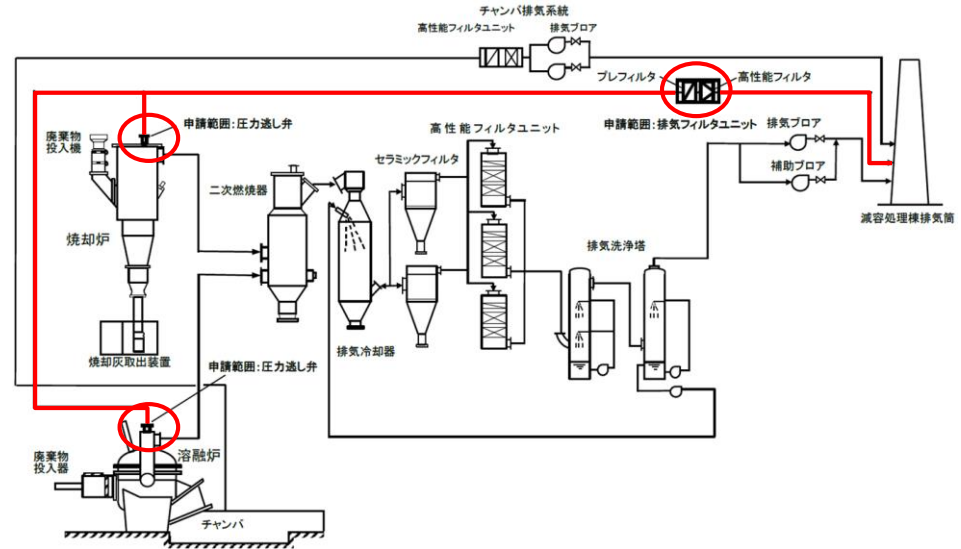 チャンバ排気系統
高性能フィルタユニット
排気ブロア
プレフィルタ
高性能フィルタ
申請範囲:圧力逃し弁
申請範囲:排気フィルタユニット
廃棄物
投入機
高性能フィルタユニット
排気ブロア
セラミックフィルタ
二次燃焼器
補助ブロア
減容処理棟排気筒
焼却炉
排気洗浄塔
排気冷却器
焼却灰取出装置
申請範囲:圧力逃し弁
廃棄物
投入器
溶融炉
チャンバ